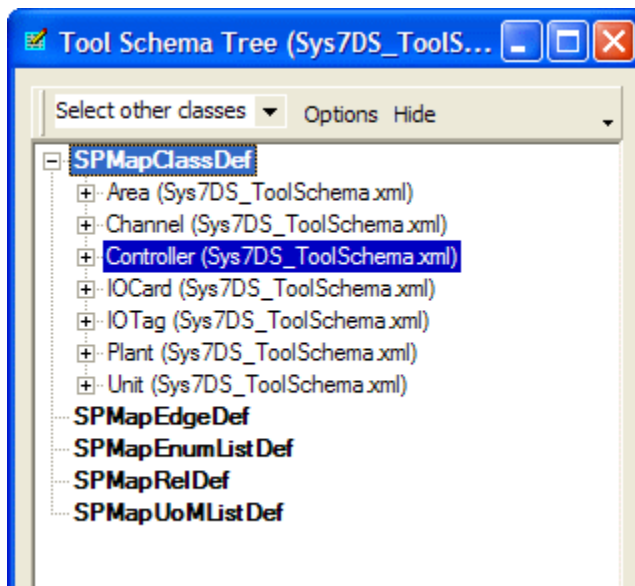 Tool Schema Tree (Sys7DS_ToolS...
Select other classes Options Hide
SPMapClassDef
Area (Sys7DS_ToolSchema.xml)
Channel (Sys7DS_ToolSchema.xml)
Controller (Sys7DS_ToolSchema.xml)
IOCard (Sys7DS_ToolSchema.xml)
IOTag (Sys7DS_ToolSchema.xml)
Plant (Sys7DS_ToolSchema.xml)
Unit (Sys7DS_ToolSchema.xml)
SPMapEdgeDef
SPMapEnumListDef
SPMapRelDef
SPMapUoMListDef